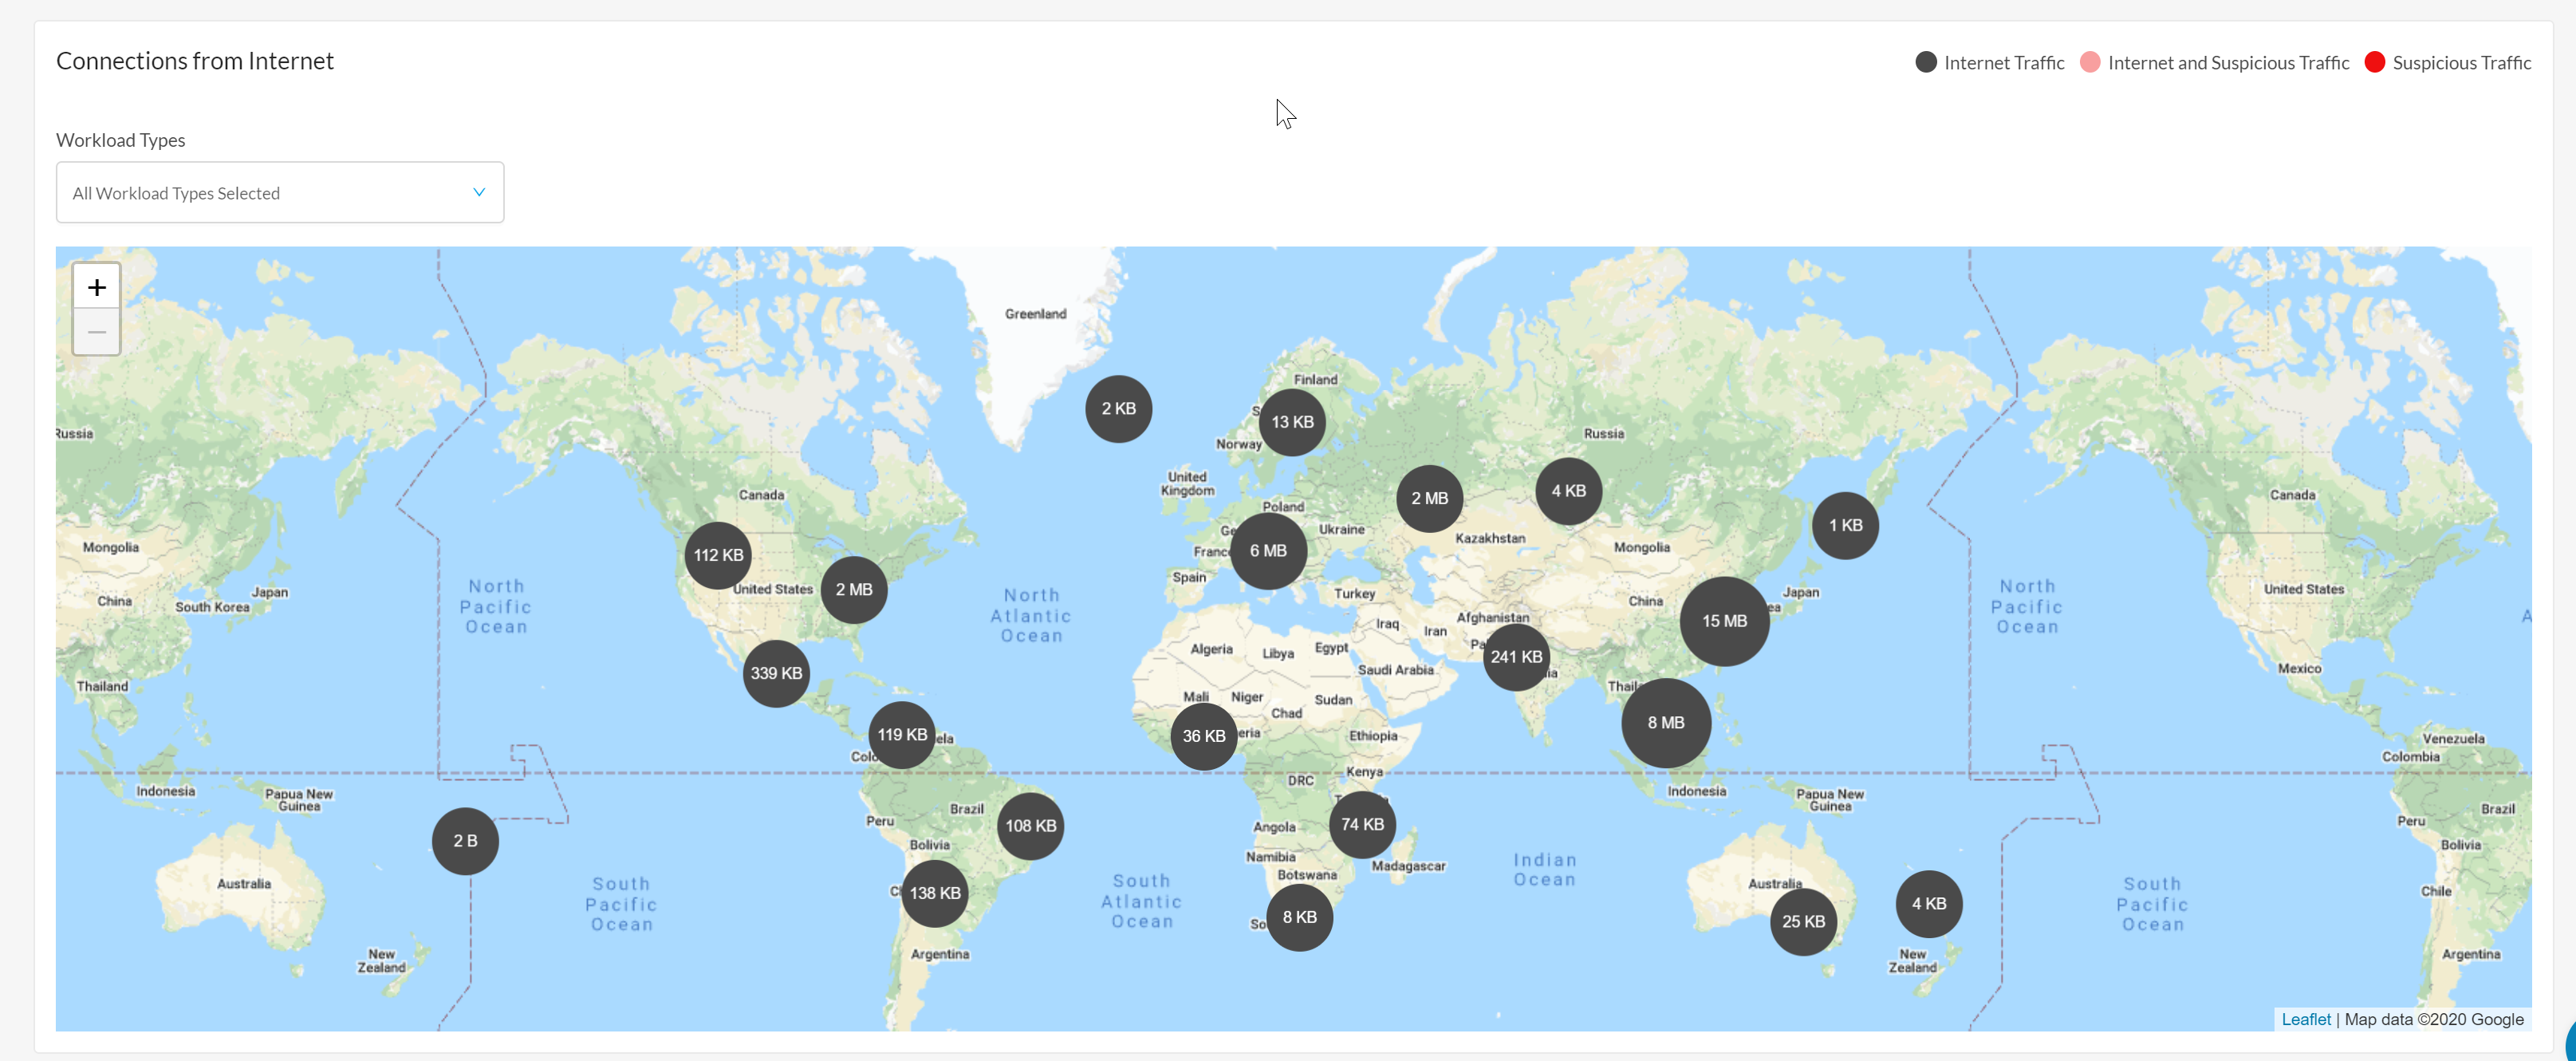 Connections from Internet
Internet Traffic
Internet and Suspicious Traffic
Suspicious Traffic
Workload Types
All Workload Types Selected
+
−
Greenland
2 KB
Finland
13 KB
Norway
Russia
Russia
United
Kingdom
Canada
Canada
2 MB
4 KB
1 KB
Poland
Ukraine
Kazakhstan
Mongolia
Mongolia
112 KB
6 MB
Spain
Turkey
United States
United States
2 MB
Japan
Japan
South Korea
China
China
North
Pacific
Ocean
North
Atlantic
Ocean
North
Pacific
Ocean
15 MB
Afghanistan
Iraq
Iran
Algeria
Libya
Egypt
Saudi Arabia
241 KB
339 KB
Mexico
Thailand
Mali
Niger
Chad
Sudan
8 MB
119 KB
36 KB
Ethiopia
Venezuela
Colombia
Kenya
DRC
Indonesia
Papua New
Guinea
Indonesia
Papua New
Guinea
Brazil
Brazil
Peru
Peru
108 KB
74 KB
Angola
2 B
Bolivia
Bolivia
Namibia
Botswana
Madagascar
Indian
Ocean
Australia
Australia
138 KB
Chile
South
Pacific
Ocean
South
Atlantic
Ocean
South
Pacific
Ocean
8 KB
25 KB
4 KB
New
Zealand
New
Zealand
Argentina
Argentina
Leaflet | Map data ©2020 Google